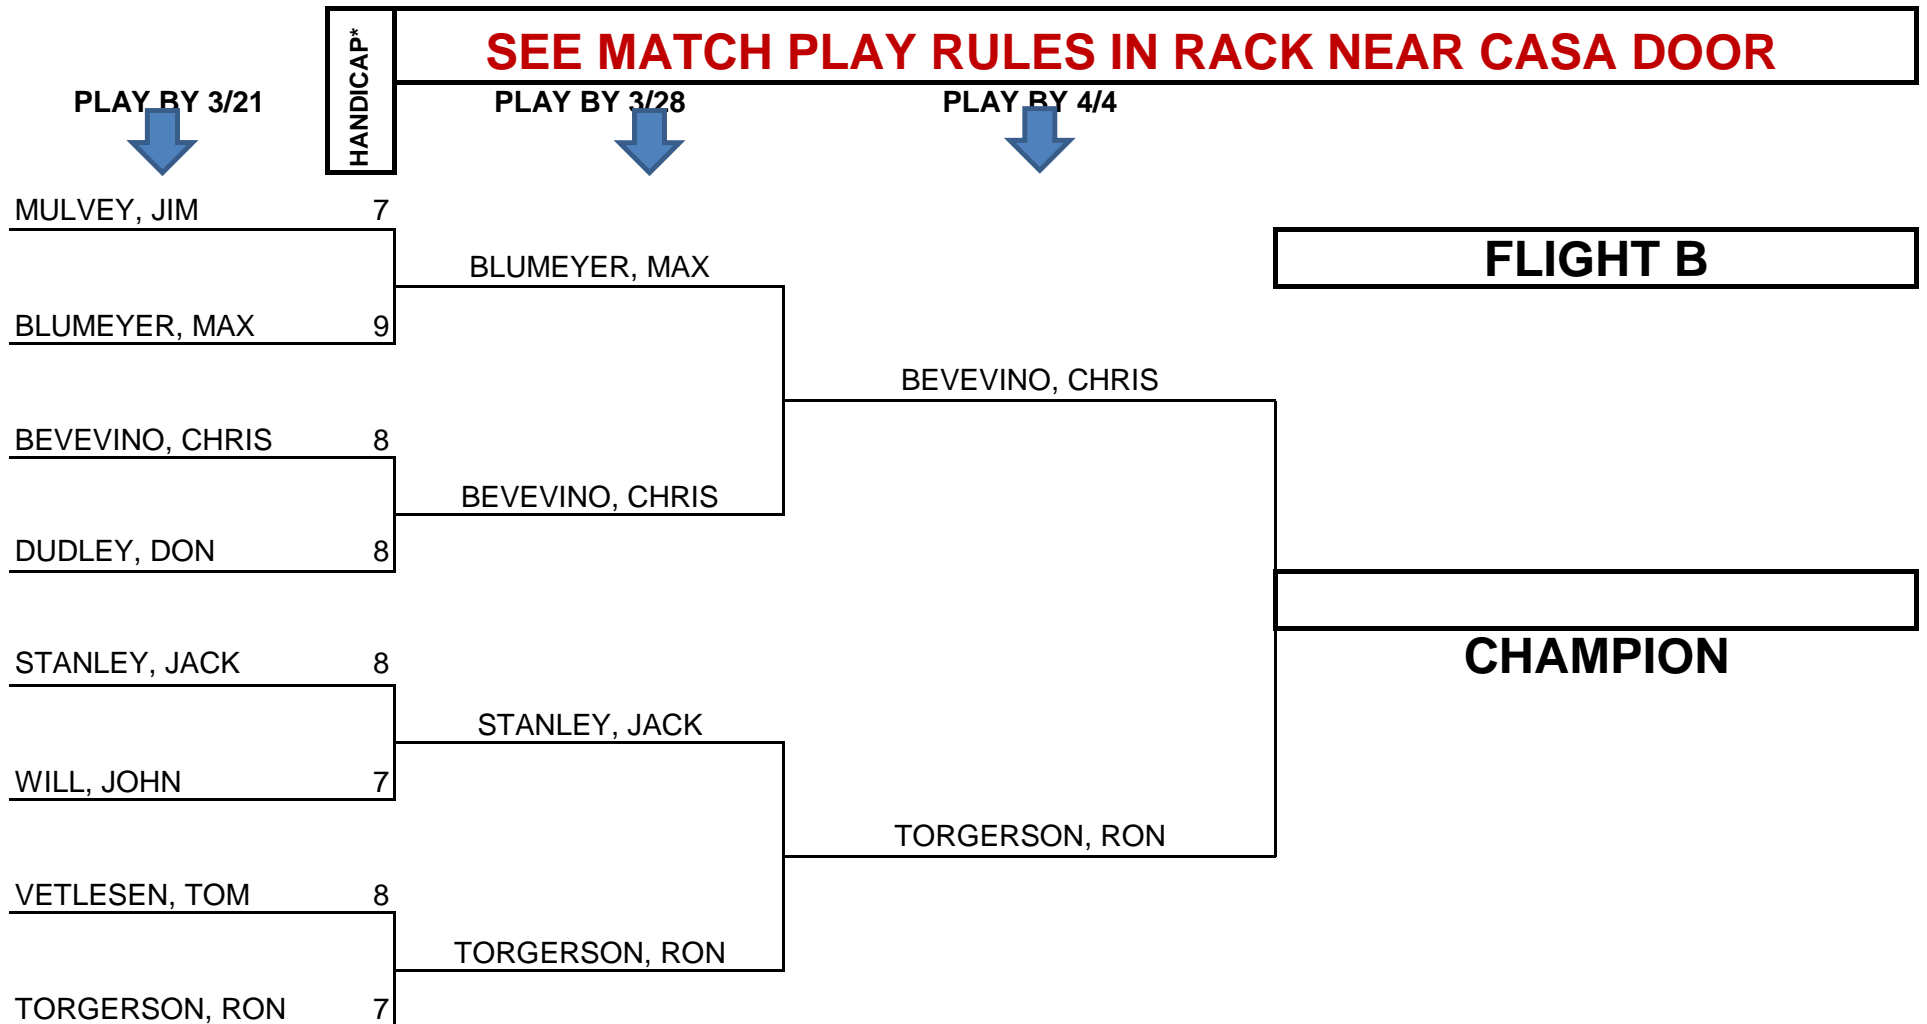 HANDICAP*
SEE MATCH PLAY RULES IN RACK NEAR CASA DOOR
PLAY BY 3/21
PLAY BY 3/28
PLAY BY 4/4
MULVEY, JIM 7
FLIGHT B
BLUMEYER, MAX
BLUMEYER, MAX 9
BEVEVINO, CHRIS
BEVEVINO, CHRIS 8
BEVEVINO, CHRIS
DUDLEY, DON 8
STANLEY, JACK 8
CHAMPION
STANLEY, JACK
WILL, JOHN 7
TORGERSON, RON
VETLESEN, TOM 8
TORGERSON, RON
TORGERSON, RON 7